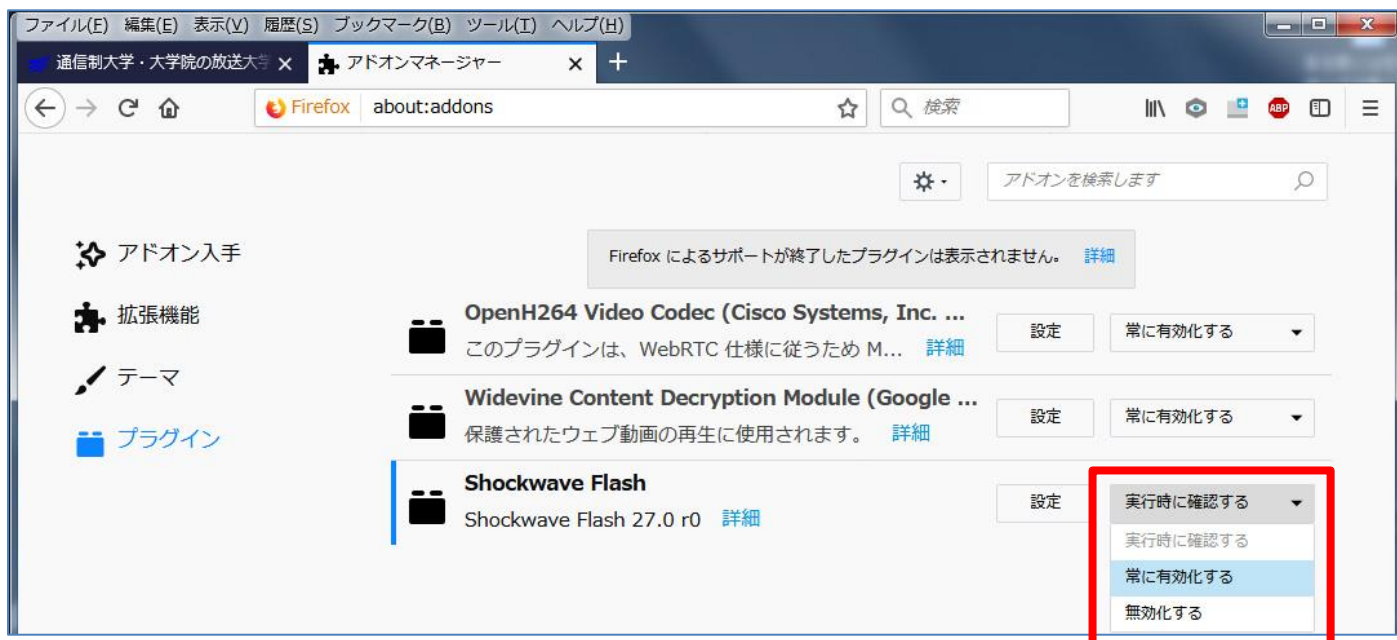 ファイル(F) 編集(E) 表示(V) 履歴(S) ブックマーク(B) ツール(T) ヘルプ(H)
通信制大学・大学院の放送大学
アドオンマネージャー
Firefox about:addons
検索
ABP
アドオンを検索します
アドオン入手
拡張機能
テーマ
プラグイン
Firefox によるサポートが終了したプラグインは表示されません。 詳細
OpenH264 Video Codec (Cisco Systems, Inc. ...
このプラグインは、WebRTC 仕様に従うため M... 詳細
設定 常に有効化する
Widevine Content Decryption Module (Google ...
保護されたウェブ動画の再生に使用されます。 詳細
設定 常に有効化する
Shockwave Flash
Shockwave Flash 27.0 r0 詳細
設定 実行時に確認する
実行時に確認する
常に有効化する
無効化する